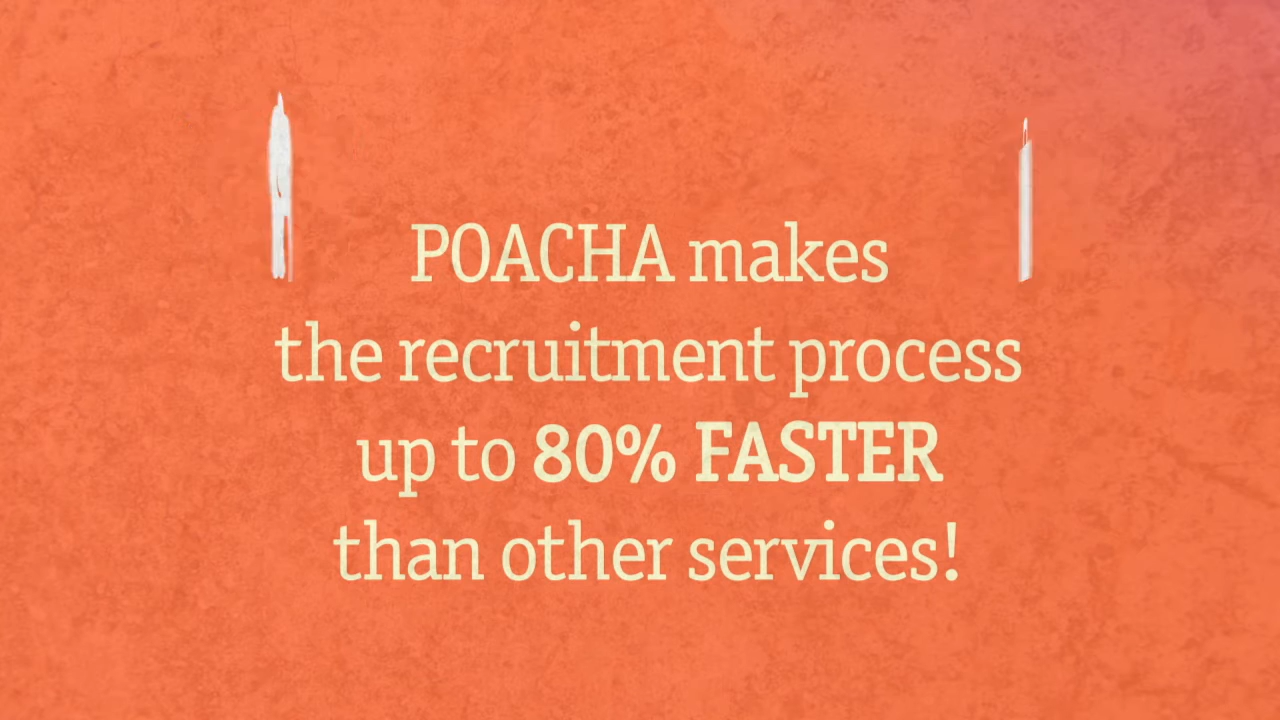 POACHA makes
the recruitment process
up to 80% FASTER
than other services!